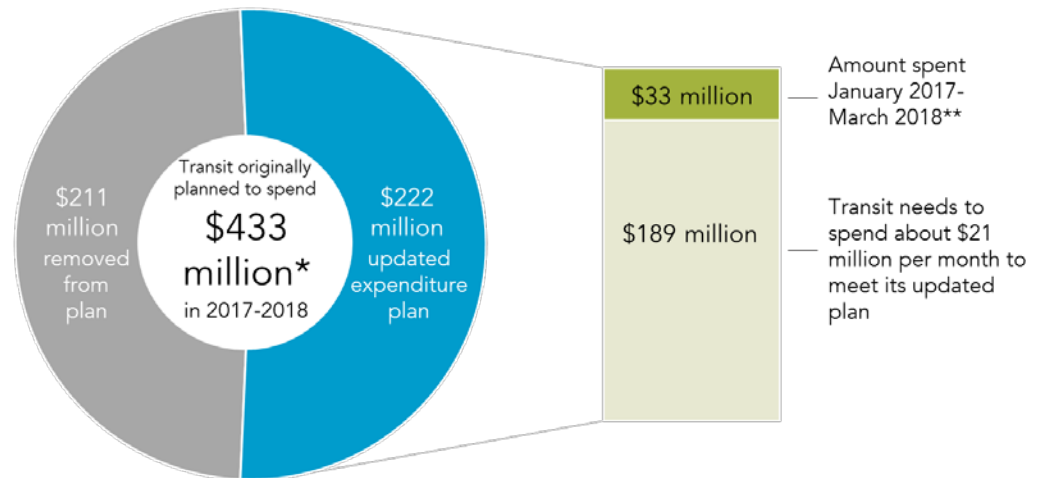 Transit originally
planned to spend
$433
million*
in 2017-2018
$211
million
removed
from
plan
$222
million
updated
expenditure
plan
$33 million
Amount spent
January 2017-
March 2018**
$189 million
Transit needs to
spend about $21
million per month to
meet its updated
plan